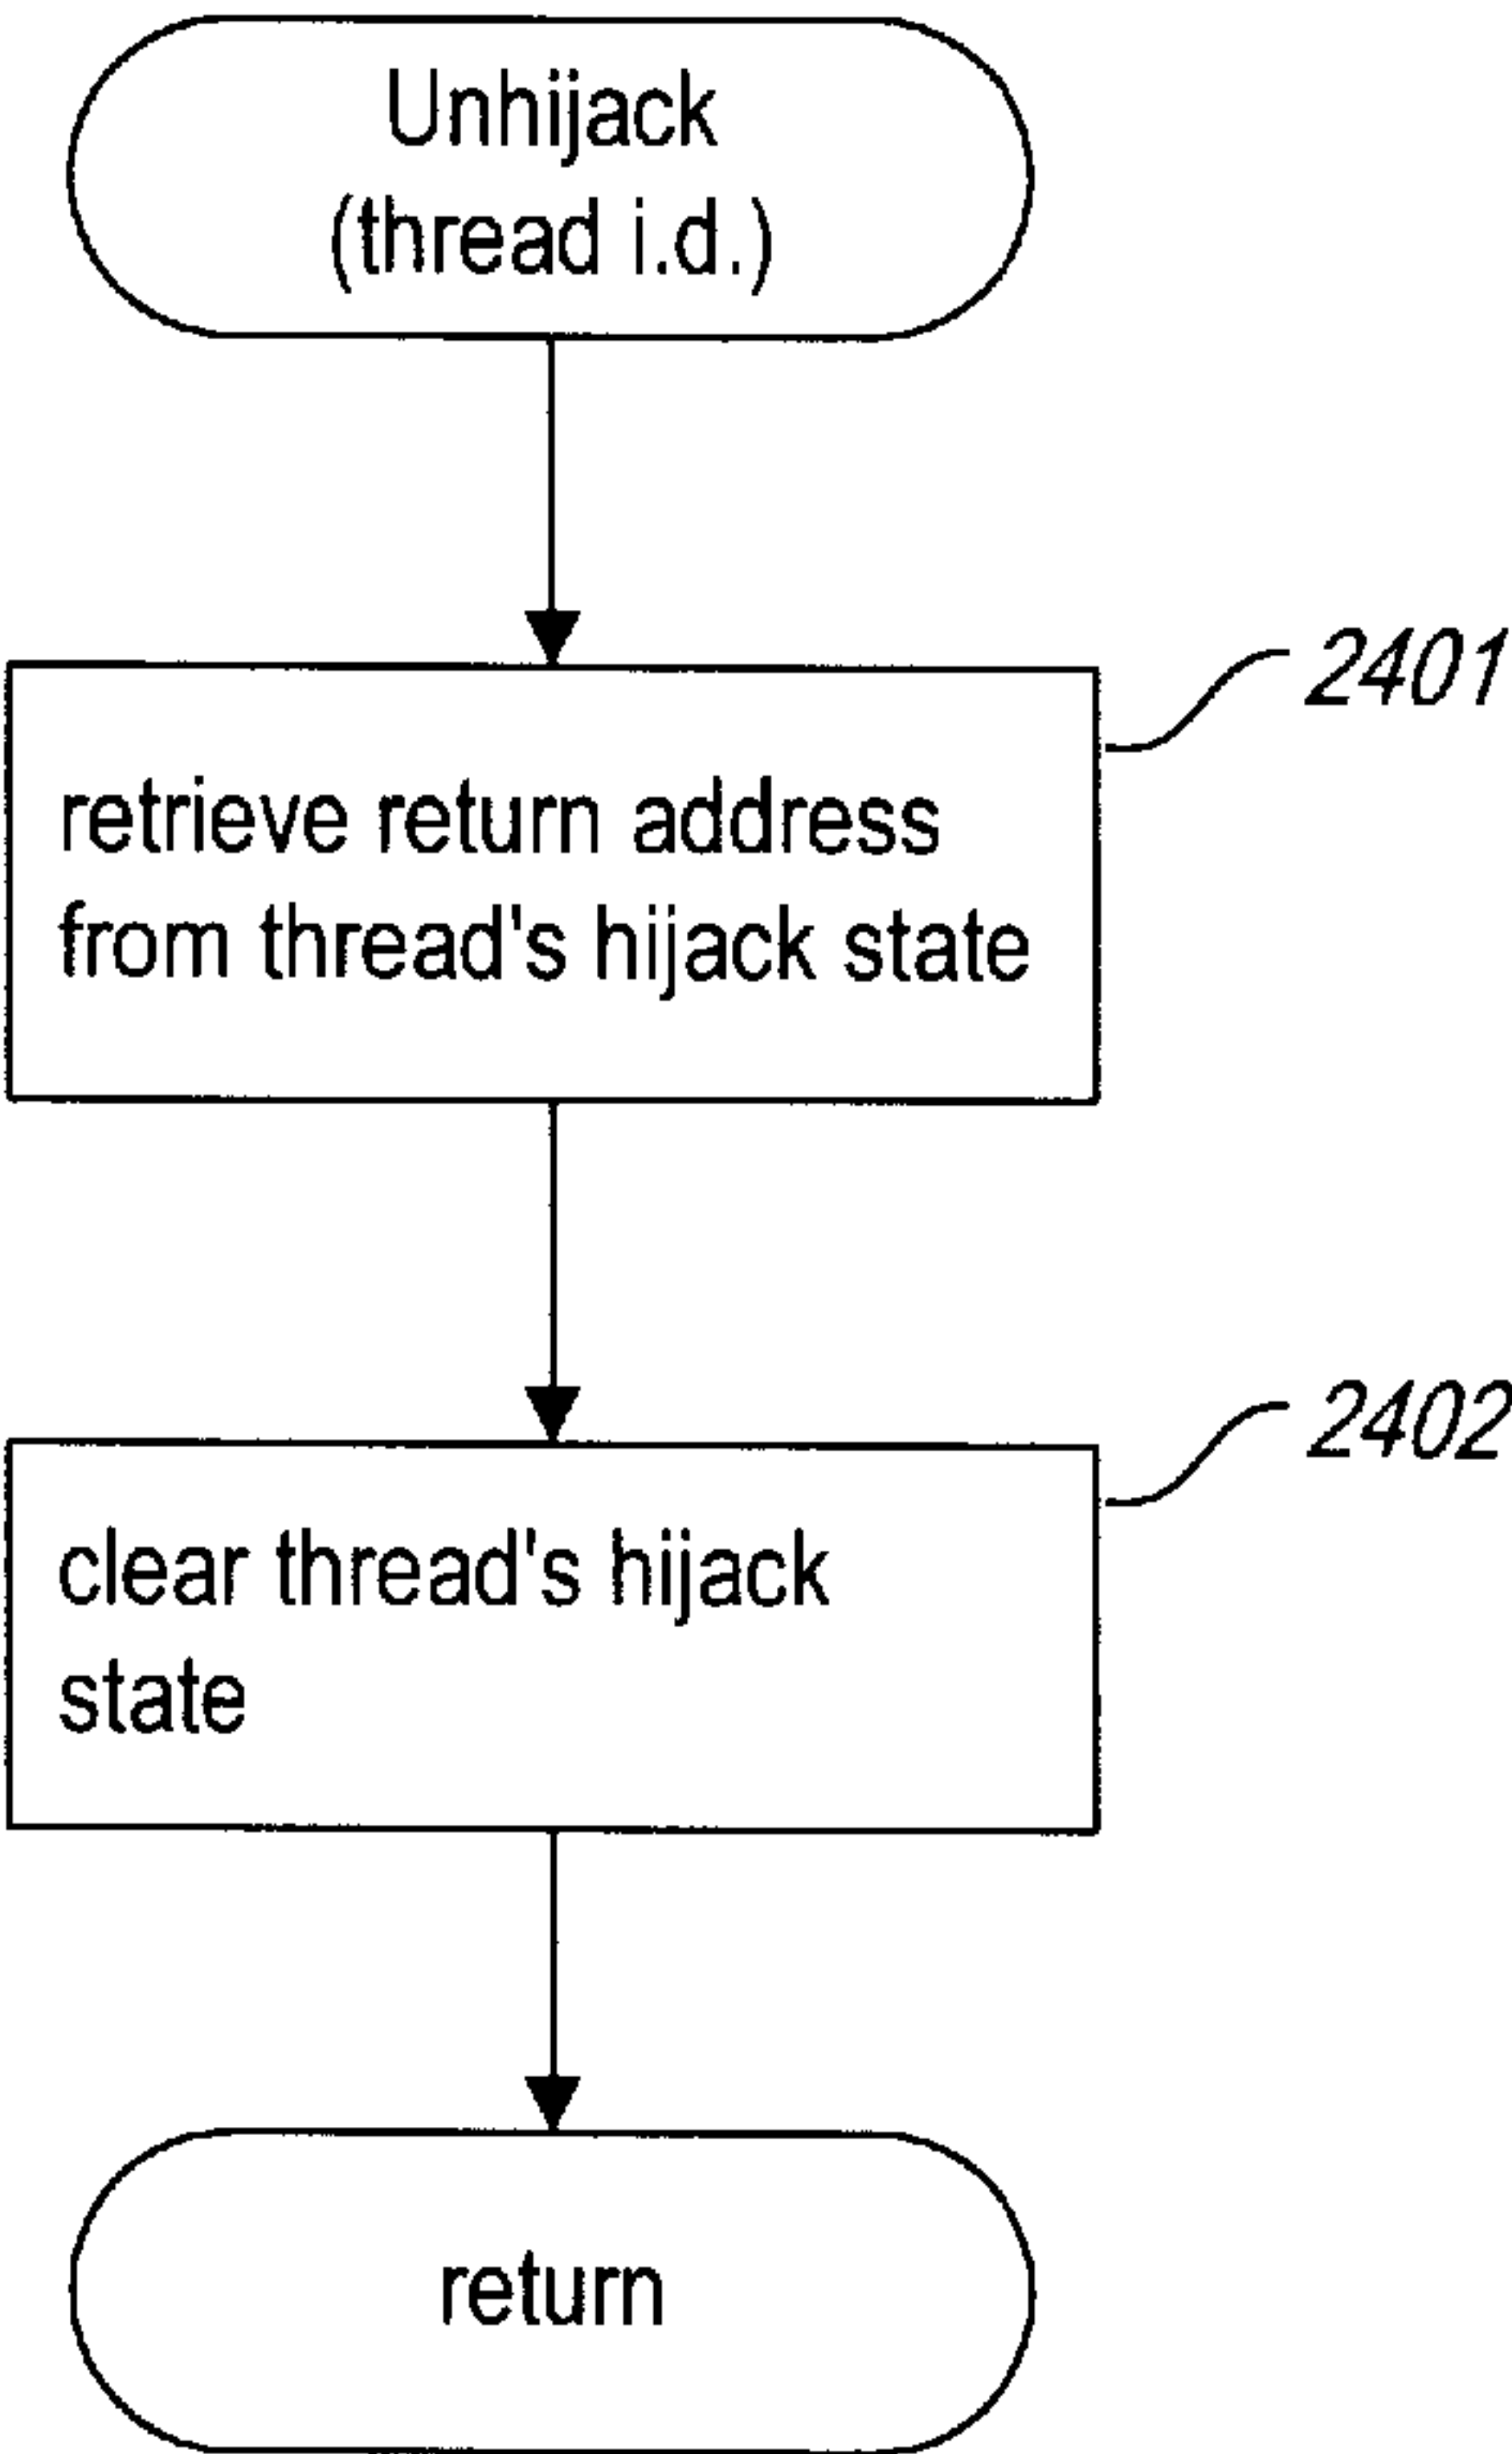 Unhijack
(thread i.d.)
2401
retrieve return address
from thread's hijack state
2402
clear thread's hijack
state
return